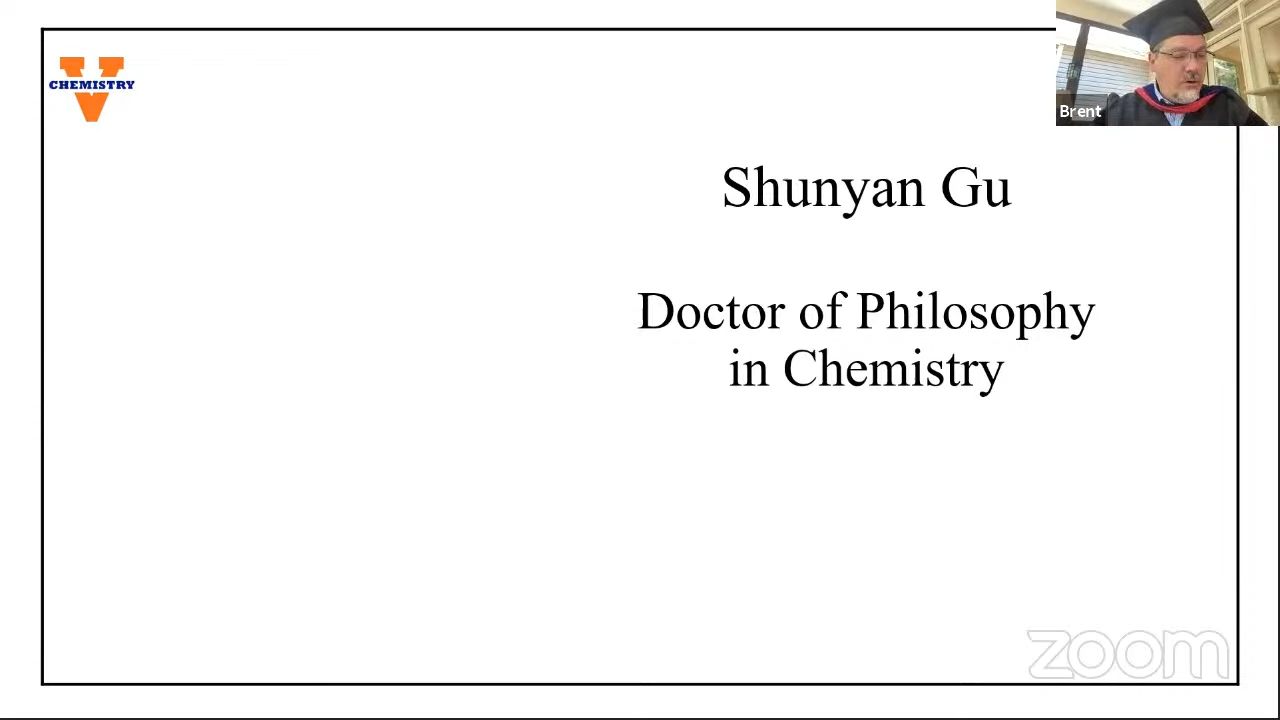 V
CHEMISTRY
Brent
Shunyan Gu
Doctor of Philosophy
in Chemistry
zoom